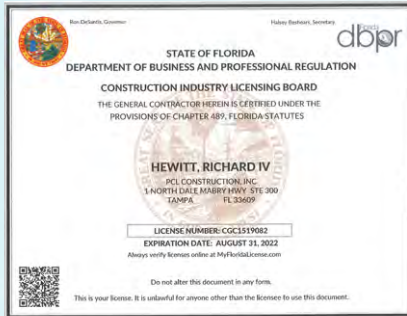 Ron DeSantis, Governor
Halsey Beshears, Secretary
Florida
dbpr
STATE OF FLORIDA
DEPARTMENT OF BUSINESS AND PROFESSIONAL REGULATION
CONSTRUCTION INDUSTRY LICENSING BOARD
THE GENERAL CONTRACTOR HEREIN IS CERTIFIED UNDER THE
PROVISIONS OF CHAPTER 489, FLORIDA STATUTES
HEWITT, RICHARD IV
PCL CONSTRUCTION, INC
1 NORTH DALE MABRY HWY STE 300
TAMPA FL 33609
LICENSE NUMBER: CGC1519082
EXPIRATION DATE: AUGUST 31, 2022
Always verify licenses online at MyFloridaLicense.com
Do not alter this document in any form.
This is your license. It is unlawful for anyone other than the licensee to use this document.